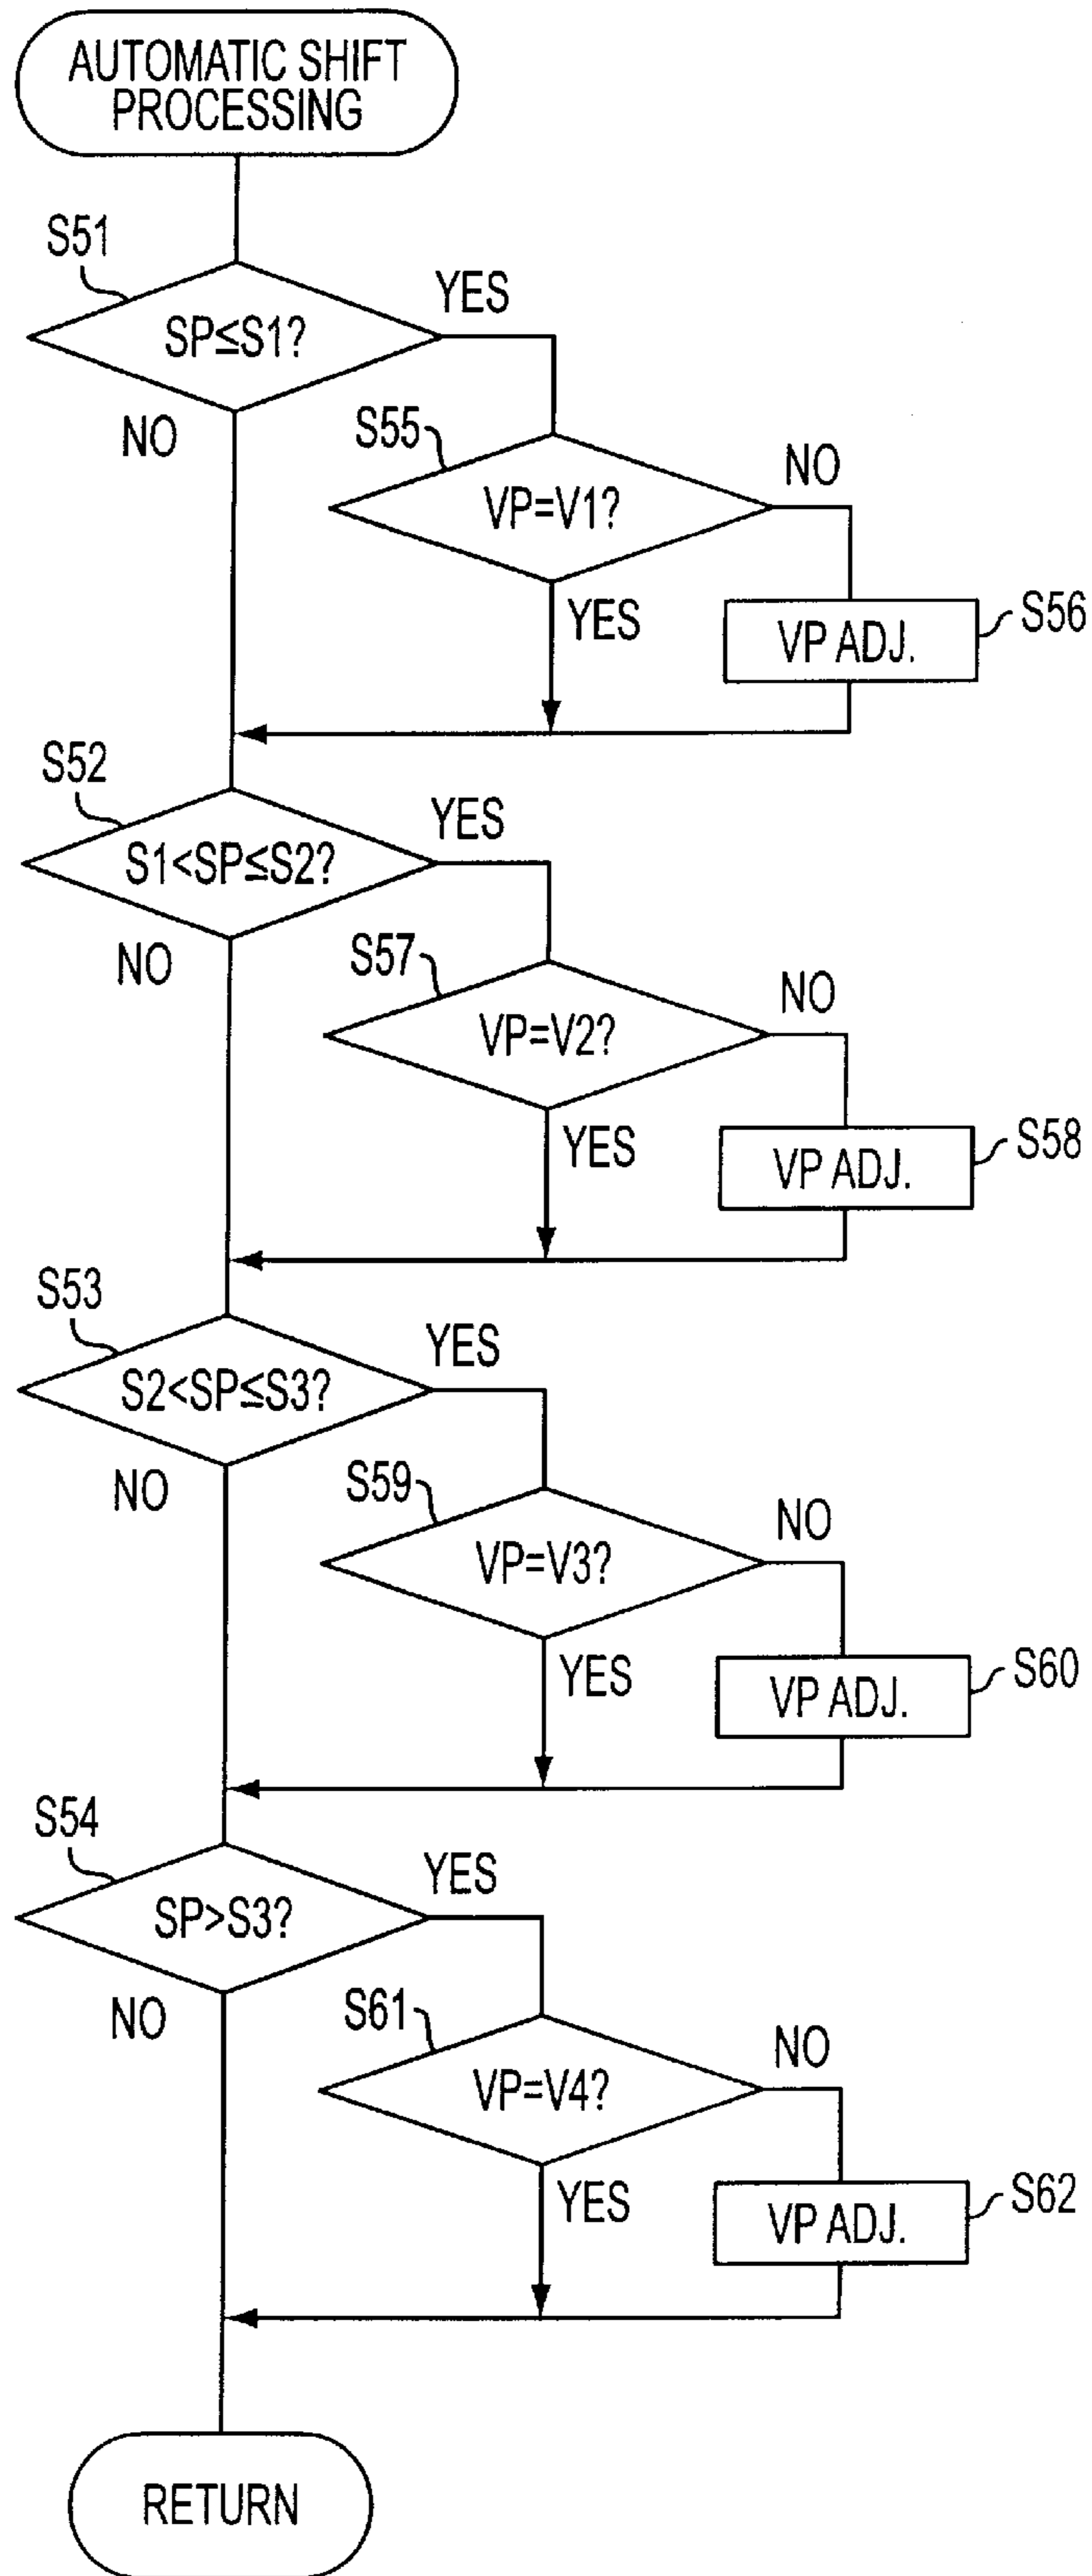 AUTOMATIC SHIFT
PROCESSING
S51
SP≤S1?
YES
NO
S55
VP=V1?
NO
YES
VP ADJ.
S56
S52
S1<SP≤S2?
YES
NO
S57
VP=V2?
NO
YES
VP ADJ.
S58
S53
S2<SP≤S3?
YES
NO
S59
VP=V3?
NO
YES
VP ADJ.
S60
S54
SP>S3?
YES
NO
S61
VP=V4?
NO
YES
VP ADJ.
S62
RETURN